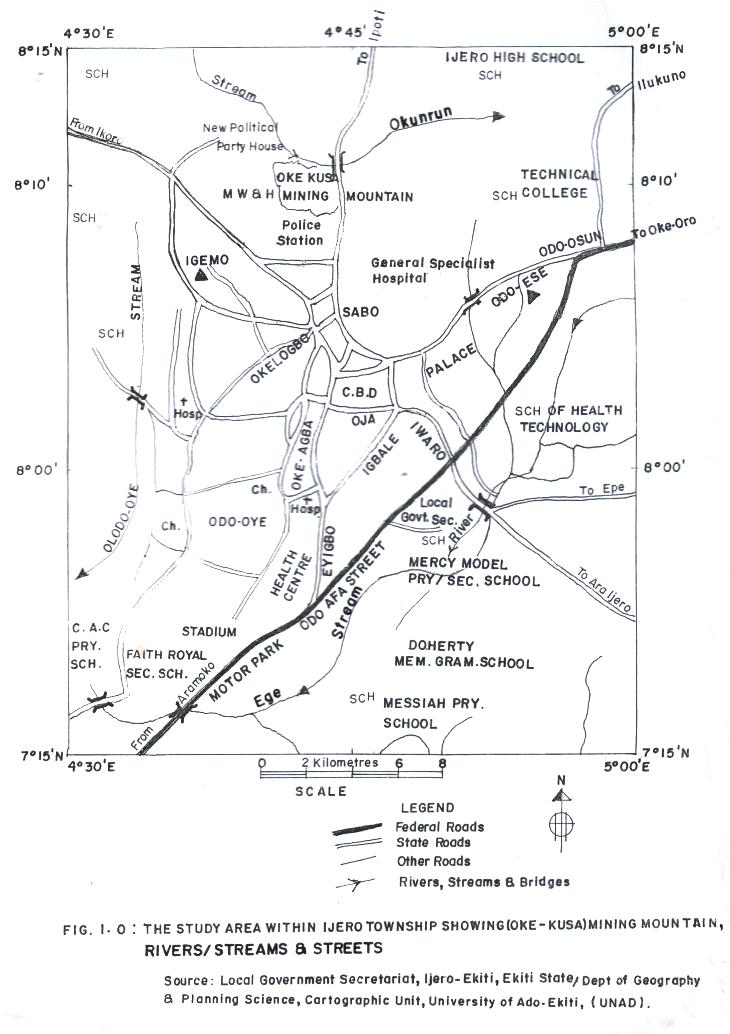 4°30'E
4°45'
5°00'E
8°15'N
8°15'N
To Ipoti
IJERO HIGH SCHOOL
SCH
SCH
Stream
To Ilukuno
Okunrun
From Ikoro
New Political
Party House
OKE KUSA
MINING MOUNTAIN
M W & H
TECHNICAL
COLLEGE
SCH
8°10'
8°10'
SCH
Police
Station
To Oke-Oro
ODO-OSUN
General Specialist
Hospital
IGEMO
STREAM
ODO-ESE
SABO
SCH
OKELOGBO
PALACE
C.B.D
Hosp
OJA
SCH OF HEALTH
TECHNOLOGY
OKE-AGBA
IGBALE
IWARO
8°00'
8°00'
Ch.
To Epe
Hosp
Local
Govt. Sec.
River
SCH
OLODO-OYE
Ch.
ODO-OYE
EYIGBO
HEALTH
CENTRE
ODO AFA STREET
Stream
MERCY MODEL
PRY/SEC. SCHOOL
To Ara Ijero
C.A.C
PRY.
SCH.
STADIUM
FAITH ROYAL
SEC. SCH.
DOHERTY
MEM. GRAM. SCHOOL
MOTOR PARK
From Aramoko
Ege
SCH
MESSIAH PRY.
SCHOOL
7°15'N
7°15'N
4°30'E
5°00'E
0 2 Kilometres 6 8
SCALE
N
LEGEND
Federal Roads
State Roads
Other Roads
Rivers, Streams & Bridges
FIG. 1.0: THE STUDY AREA WITHIN IJERO TOWNSHIP SHOWING (OKE-KUSA) MINING MOUNTAIN,
RIVERS/STREAMS & STREETS
Source: Local Government Secretariat, Ijero-Ekiti, Ekiti State/Dept of Geography
& Planning Science, Cartographic Unit, University of Ado-Ekiti, (UNAD).